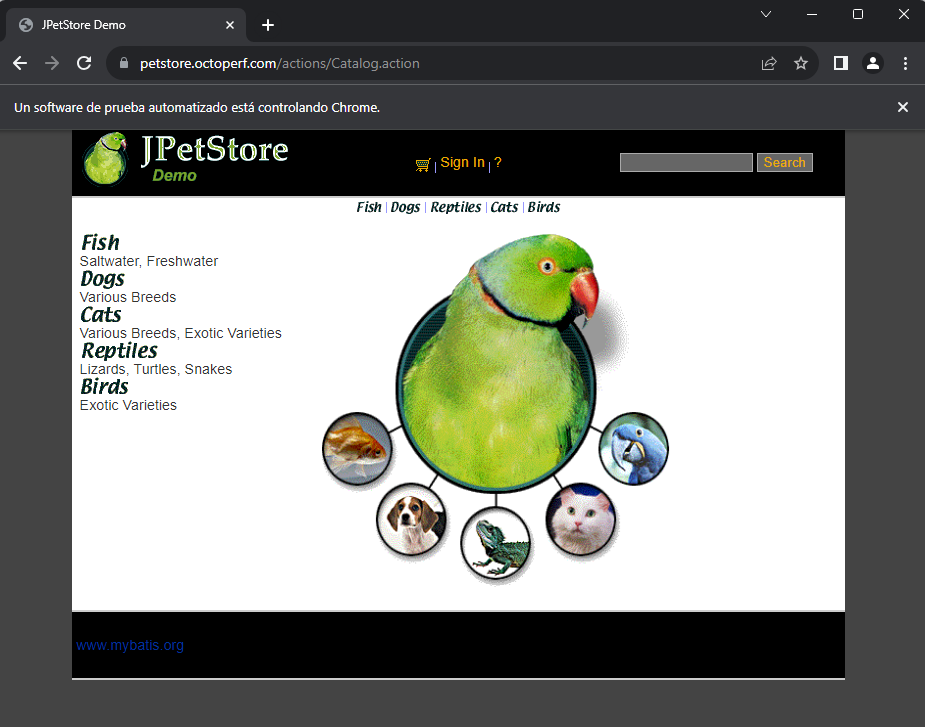 JPetStore Demo
petstore.octoperf.com/actions/Catalog.action
Un software de prueba automatizado está controlando Chrome.
JPetStore
Demo
| Sign In | ?
Search
Fish | Dogs | Reptiles | Cats | Birds
Fish
Saltwater, Freshwater
Dogs
Various Breeds
Cats
Various Breeds, Exotic Varieties
Reptiles
Lizards, Turtles, Snakes
Birds
Exotic Varieties
www.mybatis.org